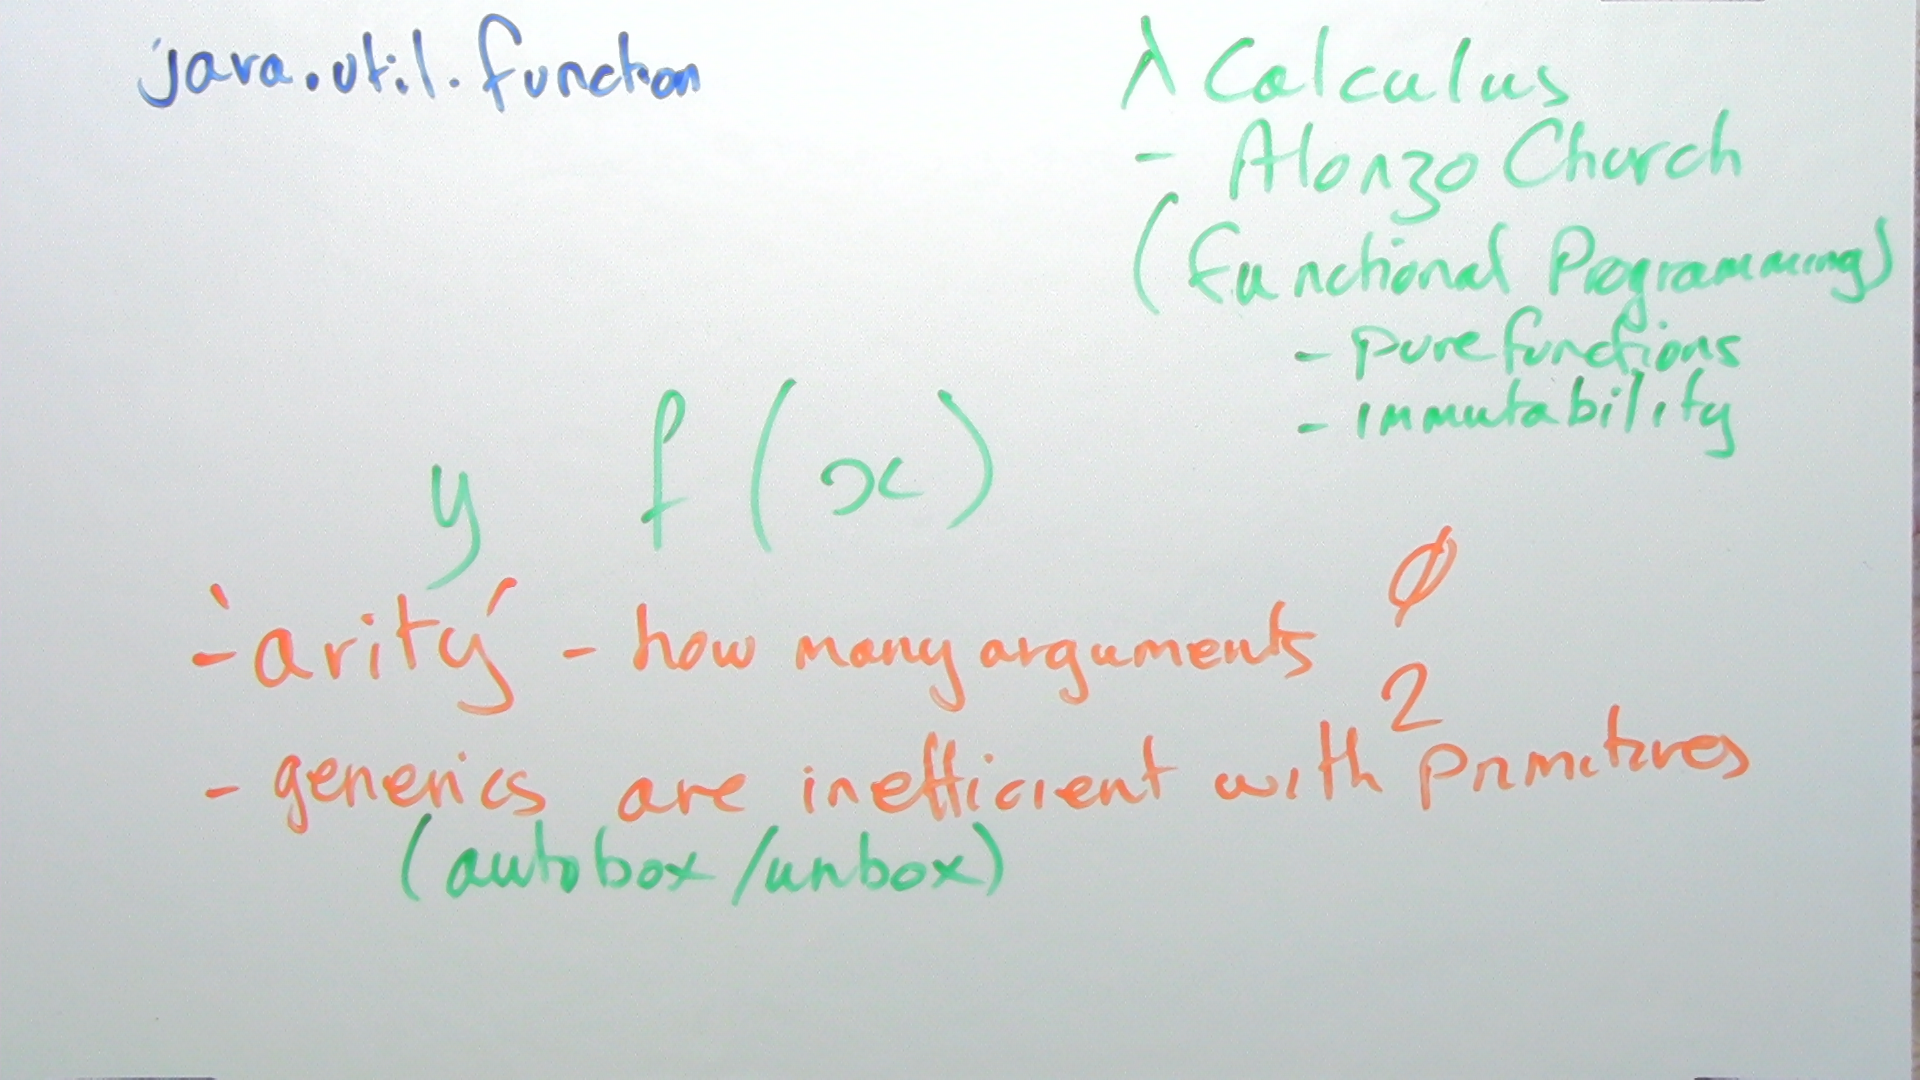 java.util.function
λ Calculus
- Alonzo Church
(Functional Programming)
- pure functions
- immutability
y f(x)
- 'arity' - how many arguments
∅
2
- generics are inefficient with primitives
(autobox/unbox)